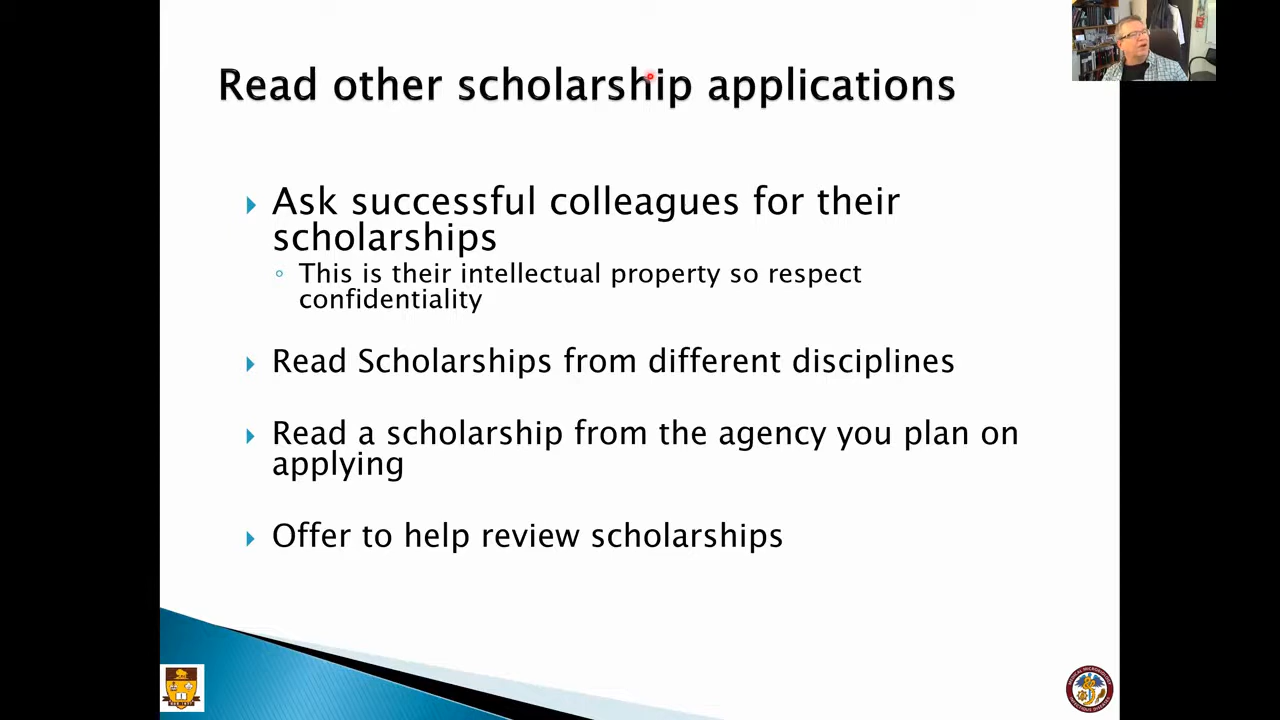 Read other scholarship applications
Ask successful colleagues for their
scholarships
This is their intellectual property so respect
confidentiality
Read Scholarships from different disciplines
Read a scholarship from the agency you plan on
applying
Offer to help review scholarships